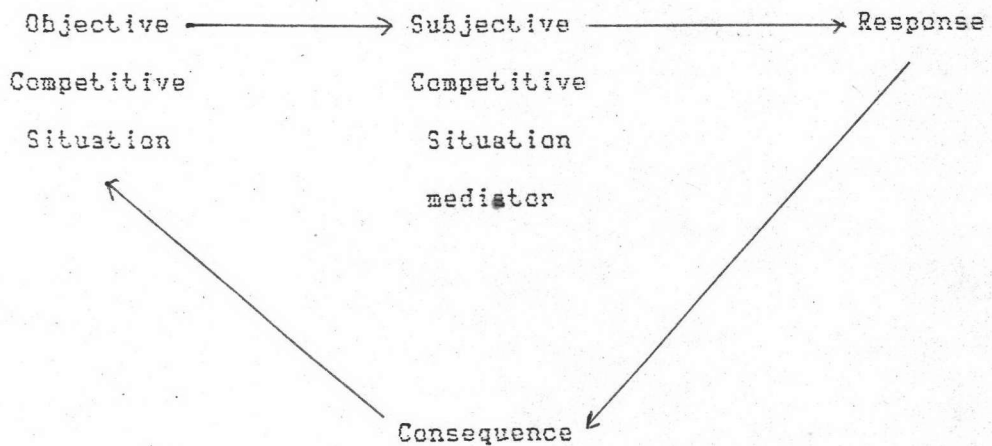 Objective Subjective Response
Competitive Competitive
Situation Situation
mediator
Consequence